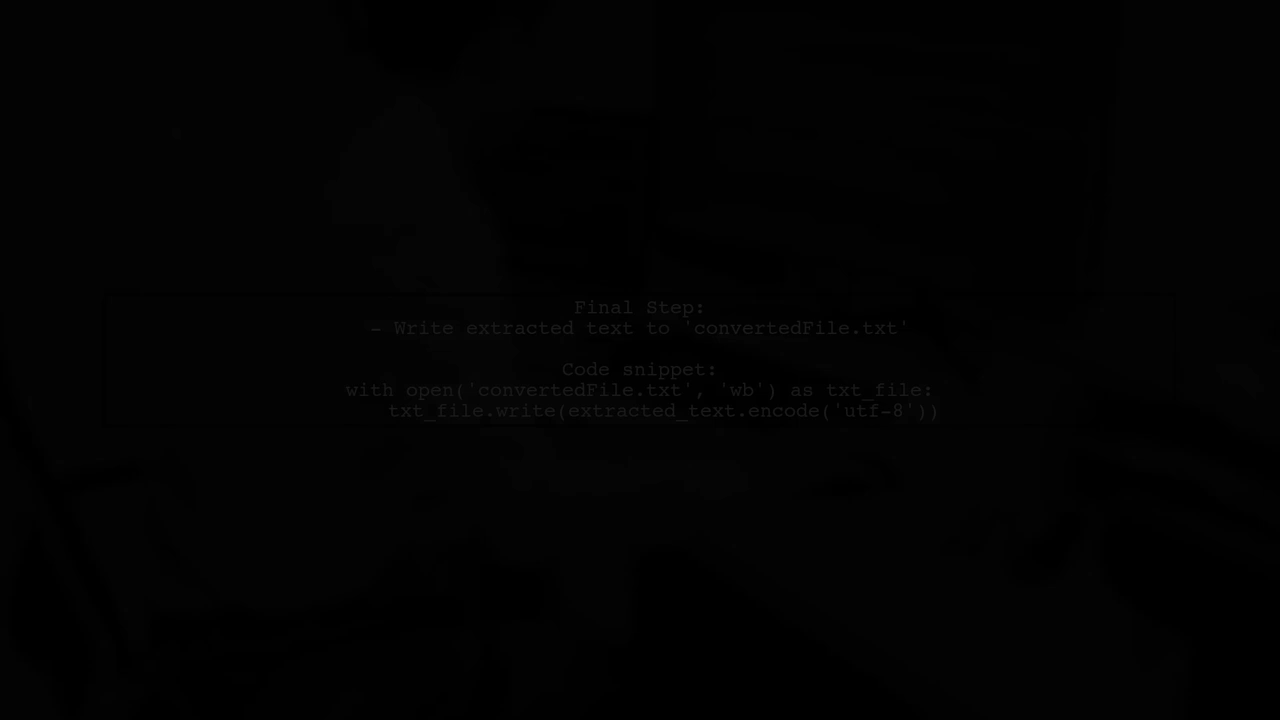 Final Step:
- Write extracted text to 'convertedFile.txt'
Code snippet:
with open('convertedFile.txt', 'wb') as txt_file:
txt_file.write(extracted_text.encode('utf-8'))